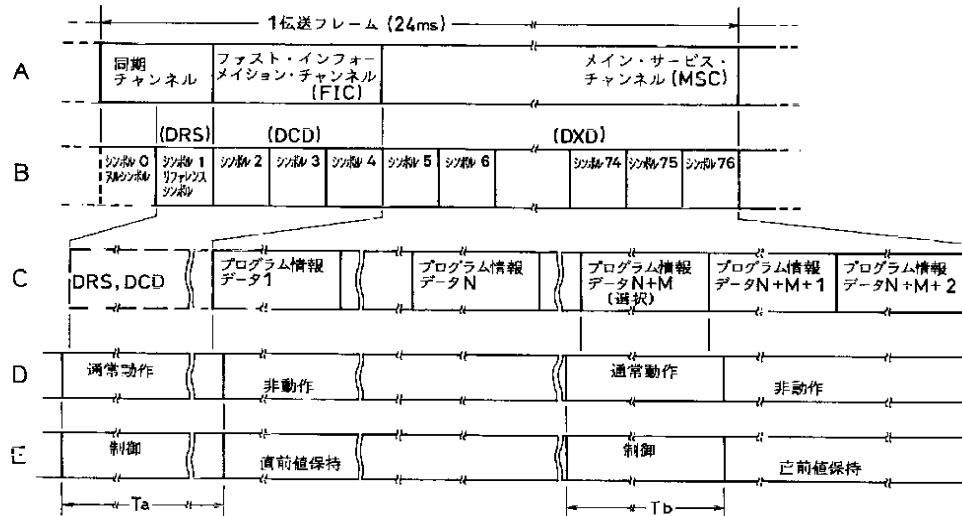 1伝送フレーム(24ms)
A
同期
チャンネル
ファスト・インフォー
メイション・チャンネル
(FIC)
メイン・サービス・
チャンネル(MSC)
(DRS)
(DCD)
(DXD)
B
シンボル0
ヌルシンボル
シンボル1
リファレンス
シンボル
シンボル2
シンボル3
シンボル4
シンボル5
シンボル6
シンボル74
シンボル75
シンボル76
C
DRS,DCD
プログラム情報
データ1
プログラム情報
データN
プログラム情報
データN+M
(選択)
プログラム情報
データN+M+1
プログラム情報
データN+M+2
D
通常動作
非動作
通常動作
非動作
E
制御
直前値保持
制御
直前値保持
Ta
Tb